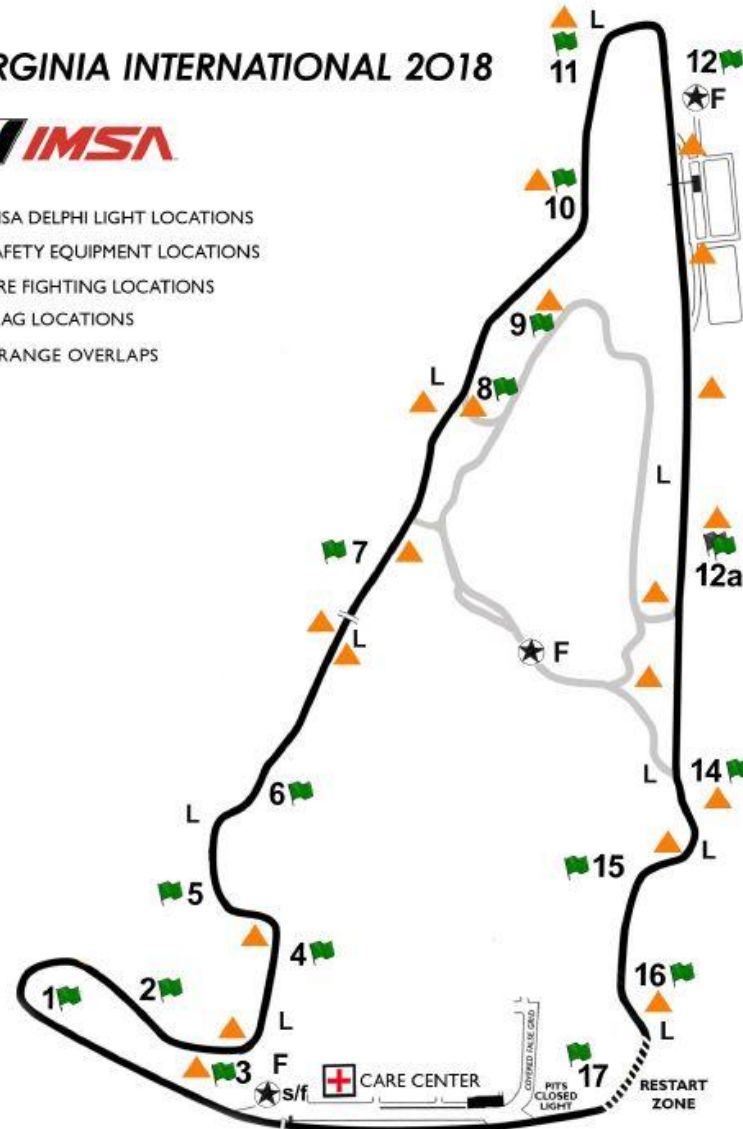 L
RGINIA INTERNATIONAL 2018
11
12
F
IMSA
10
SA DELPHI LIGHT LOCATIONS
AFETY EQUIPMENT LOCATIONS
RE FIGHTING LOCATIONS
AG LOCATIONS
RANGE OVERLAPS
9
L
8
L
7
12a
L
F
14
L
6
L
L
15
5
4
16
2
1
L
L
3
F
s/f
CARE CENTER
COVERED FALSE GRID
17
PITS
CLOSED
LIGHT
RESTART
ZONE